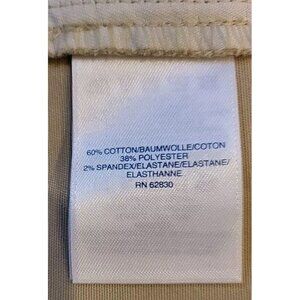 60% COTTON/BAUMWOLLE/COTON
38% POLYESTER
2% SPANDEX/ELASTANE/ELASTANE/
ELASTHANNE
RN 62830